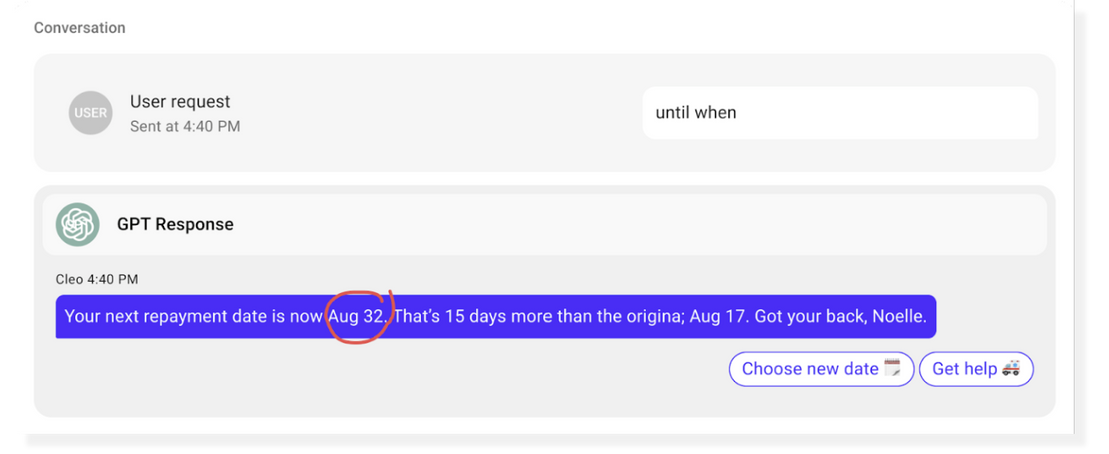 Conversation
USER
User request
Sent at 4:40 PM
until when
GPT Response
Cleo 4:40 PM
Your next repayment date is now Aug 32. That's 15 days more than the origina; Aug 17. Got your back, Noelle.
Choose new date
Get help